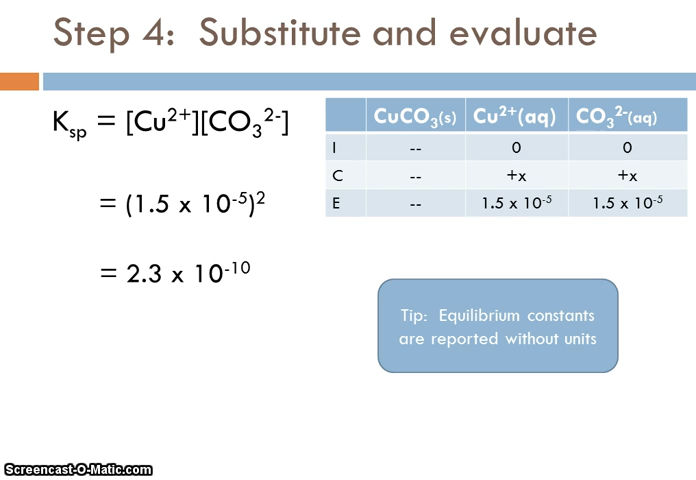 Step 4: Substitute and evaluate
Ksp = [Cu²⁺][CO₃²⁻]
= (1.5 x 10⁻⁵)²
= 2.3 x 10⁻¹⁰
CuCO₃(s) Cu²⁺(aq) CO₃²⁻(aq)
I -- 0 0
C -- +x +x
E -- 1.5 x 10⁻⁵ 1.5 x 10⁻⁵
Tip: Equilibrium constants
are reported without units
Screencast-O-Matic.com